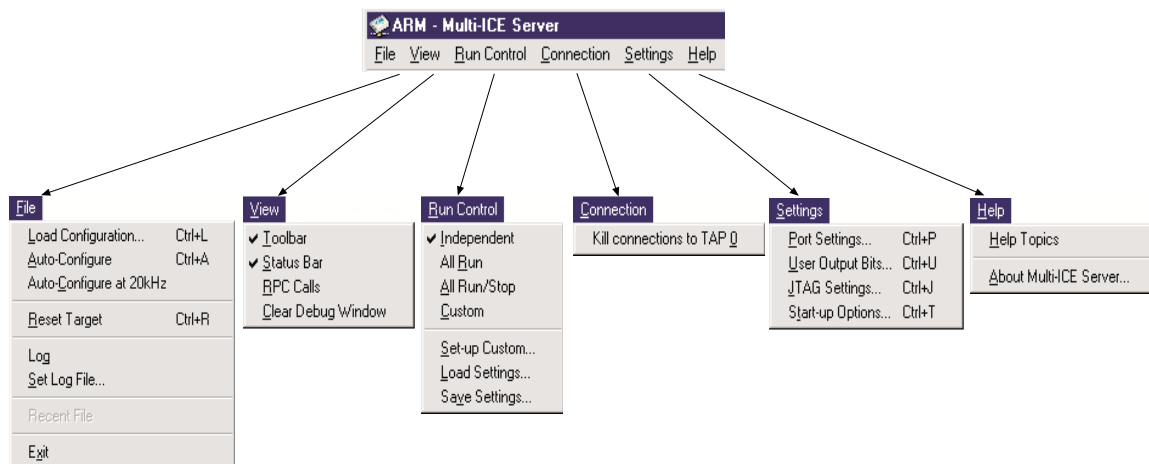 ARM - Multi-ICE Server
File View Run Control Connection Settings Help
File
Load Configuration... Ctrl+L
Auto-Configure Ctrl+A
Auto-Configure at 20kHz
Reset Target Ctrl+R
Log
Set Log File...
Recent File
Exit
View
Toolbar
Status Bar
RPC Calls
Clear Debug Window
Run Control
Independent
All Run
All Run/Stop
Custom
Set-up Custom...
Load Settings...
Save Settings...
Connection
Kill connections to TAP 0
Settings
Port Settings... Ctrl+P
User Output Bits... Ctrl+U
JTAG Settings... Ctrl+J
Start-up Options... Ctrl+T
Help
Help Topics
About Multi-ICE Server...